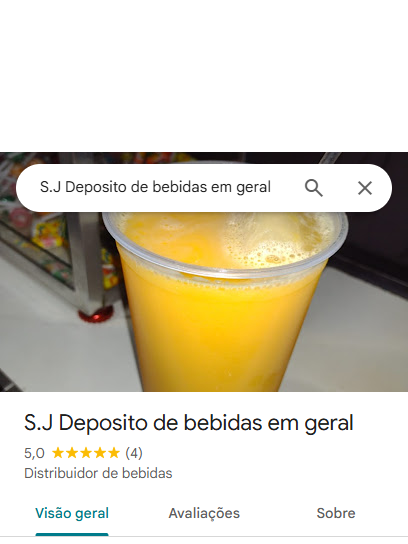 S.J Deposito de bebidas em geral
S.J Deposito de bebidas em geral
5,0 (4)
Distribuidor de bebidas
Visão geral Avaliações Sobre